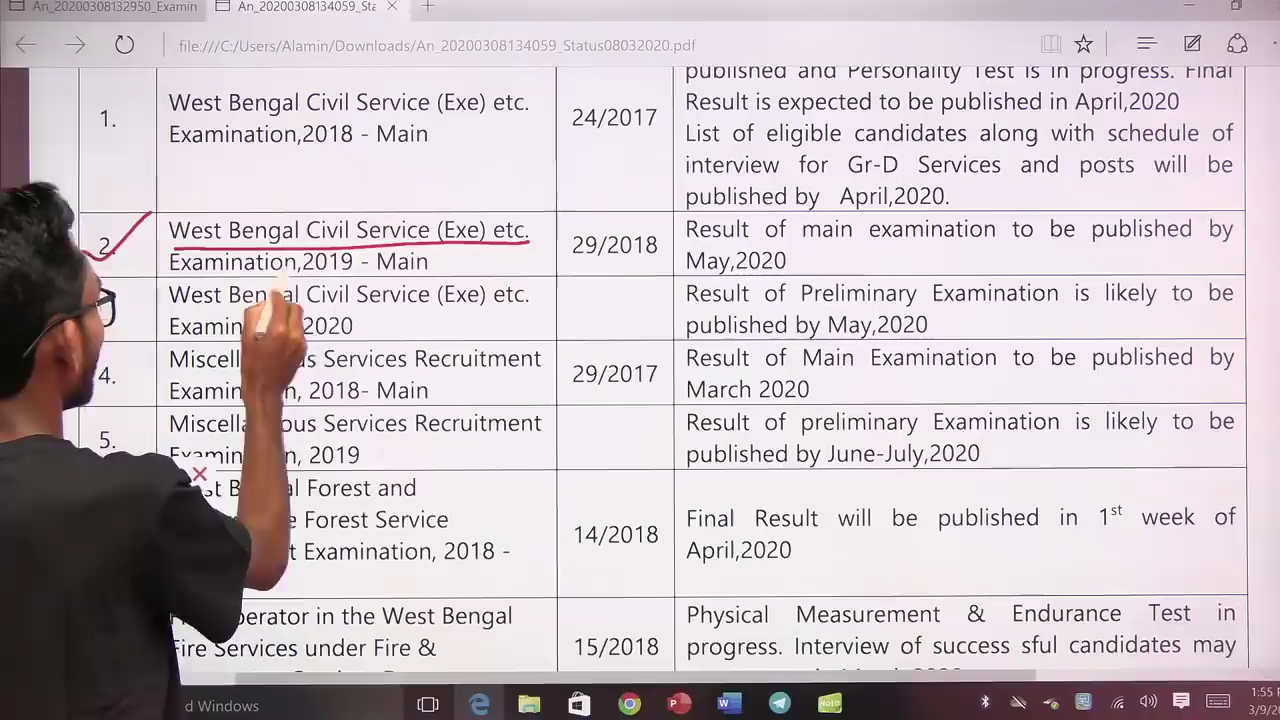 An_20200308132950_Examin
An_20200308134059_Sta
file:///C:/Users/Alamin/Downloads/An_20200308134059_Status08032020.pdf
published and Personality Test is in progress. Final
1.
West Bengal Civil Service (Exe) etc.
Examination,2018 - Main
24/2017
Result is expected to be published in April,2020
List of eligible candidates along with schedule of
interview for Gr-D Services and posts will be
published by April,2020.
2.
West Bengal Civil Service (Exe) etc.
Examination,2019 - Main
29/2018
Result of main examination to be published by
May,2020
West Bengal Civil Service (Exe) etc.
2020
Result of Preliminary Examination is likely to be
published by May,2020
4.
Services Recruitment
2018- Main
29/2017
Result of Main Examination to be published by
March 2020
5.
Services Recruitment
2019
Result of preliminary Examination is likely to be
published by June-July,2020
Forest and
Forest Service
Examination, 2018 -
14/2018
Final Result will be published in 1st week of
April,2020
in the West Bengal
Fire Services under Fire &
15/2018
Physical Measurement & Endurance Test in
progress. Interview of success sful candidates may
d Windows
1:55
3/9/20